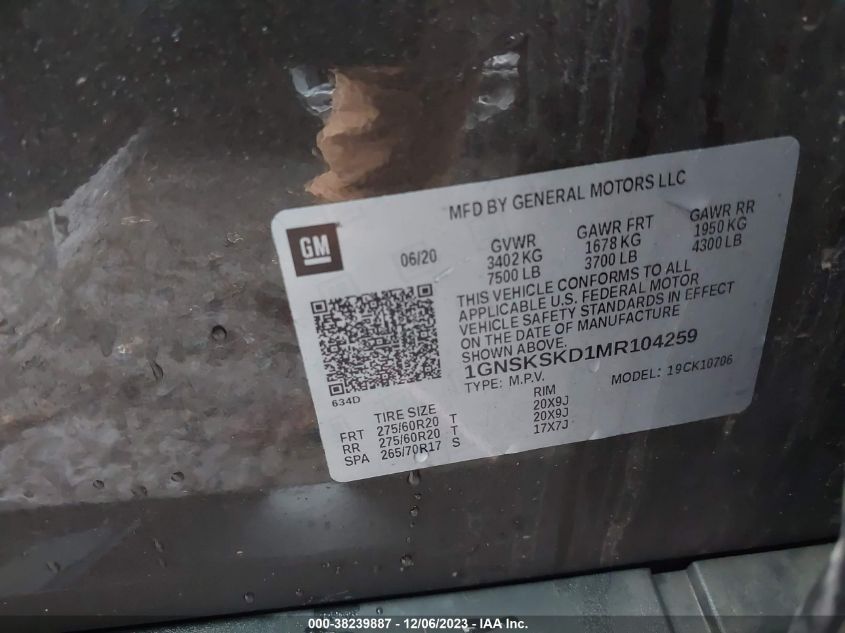 MFD BY GENERAL MOTORS LLC
GM
06/20
GVWR
3402 KG
7500 LB
GAWR FRT
1678 KG
3700 LB
GAWR RR
1950 KG
4300 LB
THIS VEHICLE CONFORMS TO ALL
APPLICABLE U.S. FEDERAL MOTOR
VEHICLE SAFETY STANDARDS IN EFFECT
ON THE DATE OF MANUFACTURE
SHOWN ABOVE.
1GNSKSKD1MR104259
TYPE: M.P.V. MODEL: 19CK10706
634D
TIRE SIZE RIM
FRT 275/60R20 T 20X9J
RR 275/60R20 T 20X9J
SPA 265/70R17 S 17X7J
000-38239887 - 12/06/2023 - IAA Inc.